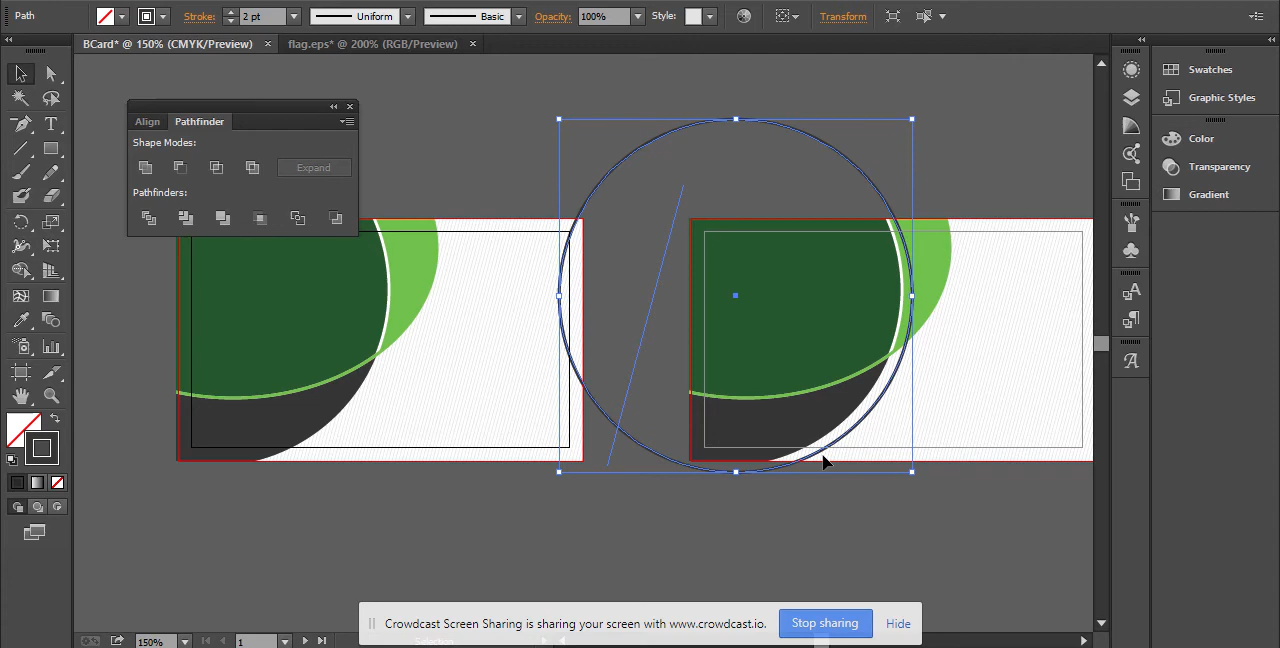 Path
Stroke:
2 pt
Uniform
Basic
Opacity:
100%
Style:
Transform
BCard* @ 150% (CMYK/Preview)
flag.eps* @ 200% (RGB/Preview)
Swatches
Graphic Styles
Color
Transparency
Gradient
Align
Pathfinder
Shape Modes:
Expand
Pathfinders:
Crowdcast Screen Sharing is sharing your screen with www.crowdcast.io.
Stop sharing
Hide
150%
1
Selection